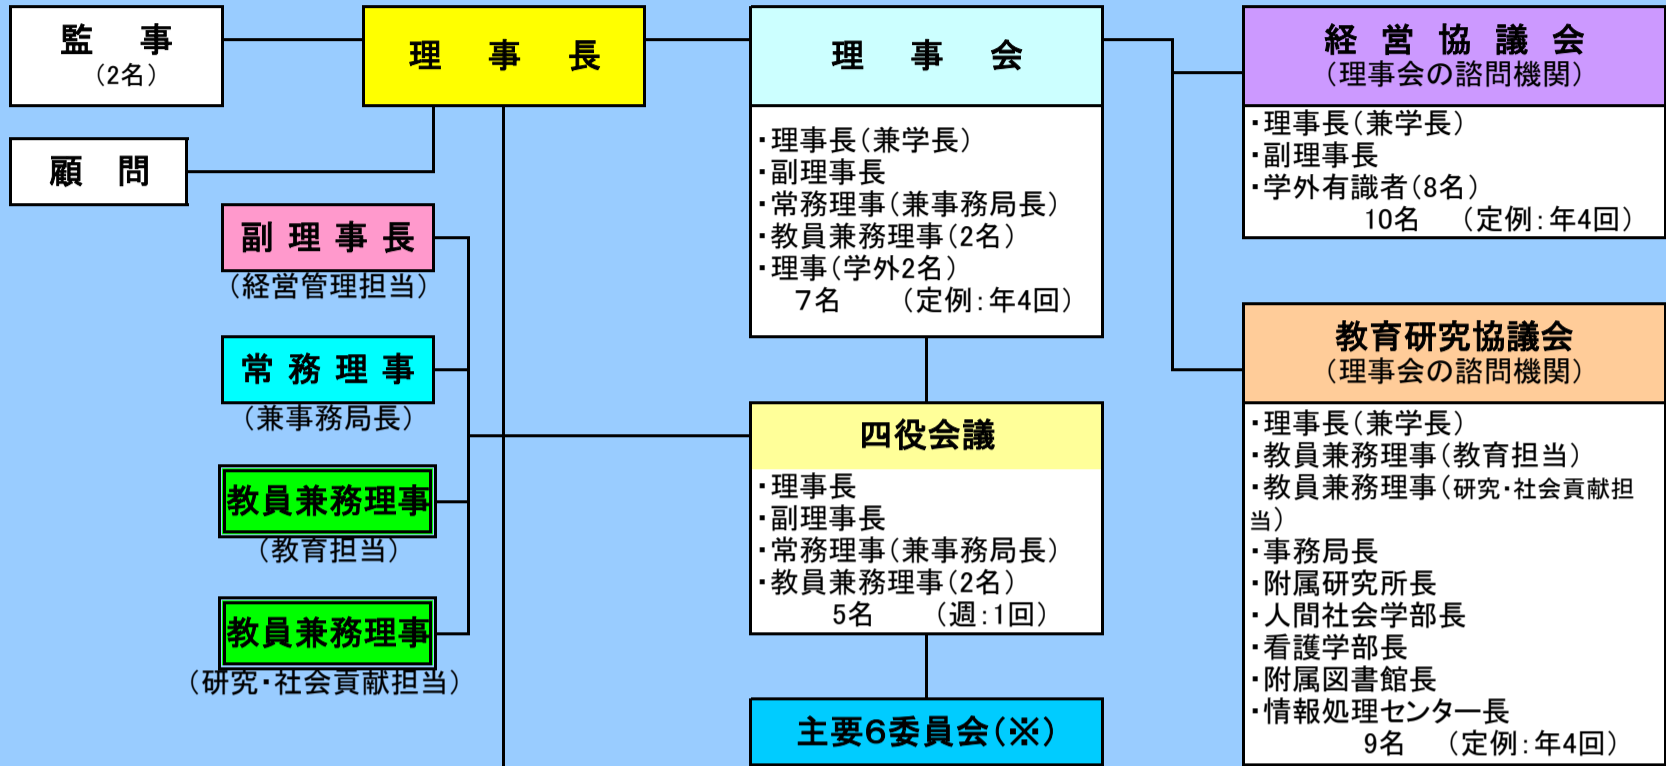 監　事
（2名）
理　事　長
顧　問
副理事長
（経営管理担当）
常務理事
（兼事務局長）
教員兼務理事
（教育担当）
教員兼務理事
（研究・社会貢献担当）
理　事　会
・理事長（兼学長）
・副理事長
・常務理事（兼事務局長）
・教員兼務理事（2名）
・理事（学外2名）
7名　　（定例：年4回）
四役会議
・理事長
・副理事長
・常務理事（兼事務局長）
・教員兼務理事（2名）
5名　　（週：1回）
主要6委員会（※）
経営協議会
（理事会の諮問機関）
・理事長（兼学長）
・副理事長
・学外有識者（8名）
10名　（定例：年4回）
教育研究協議会
（理事会の諮問機関）
・理事長（兼学長）
・教員兼務理事（教育担当）
・教員兼務理事（研究・社会貢献担
当）
・事務局長
・附属研究所長
・人間社会学部長
・看護学部長
・附属図書館長
・情報処理センター長
9名　（定例：年4回）